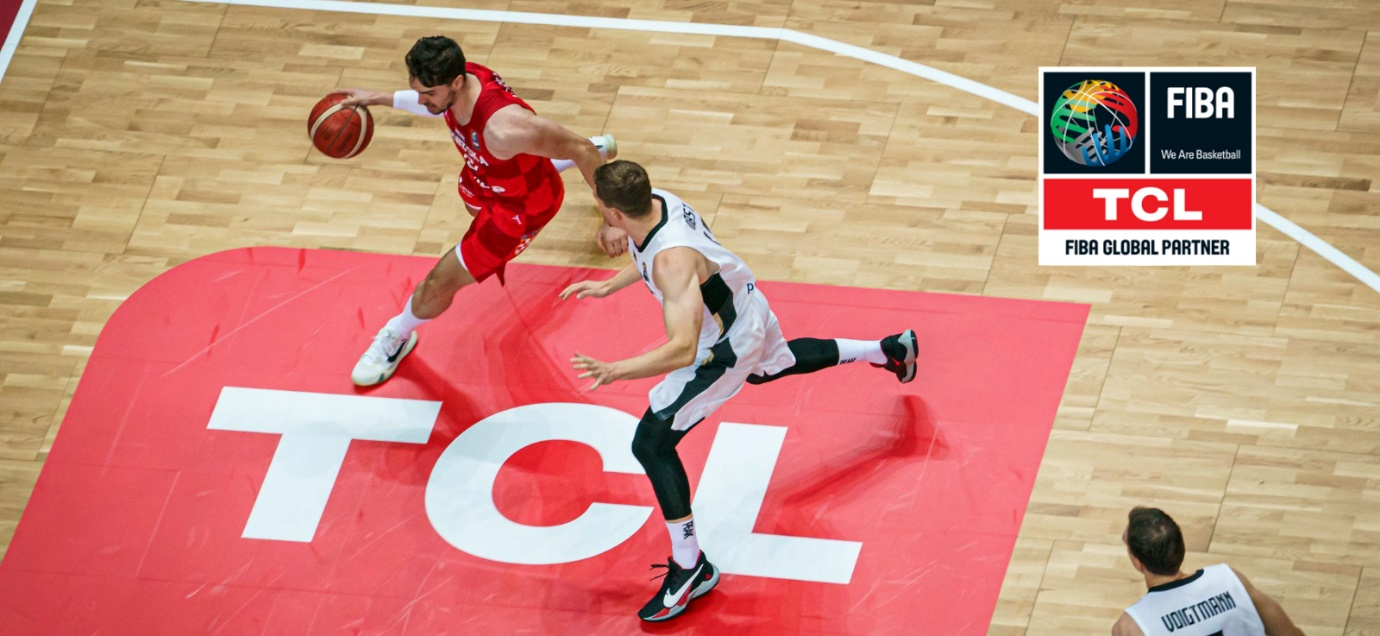 FIBA
We Are Basketball
TCL
FIBA GLOBAL PARTNER
TCL
VOIGTMANN